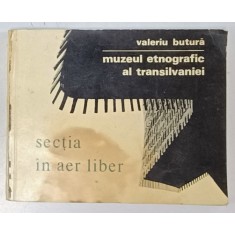 valeriu butură
muzeul etnografic
al transilvaniei
secția
în aer liber